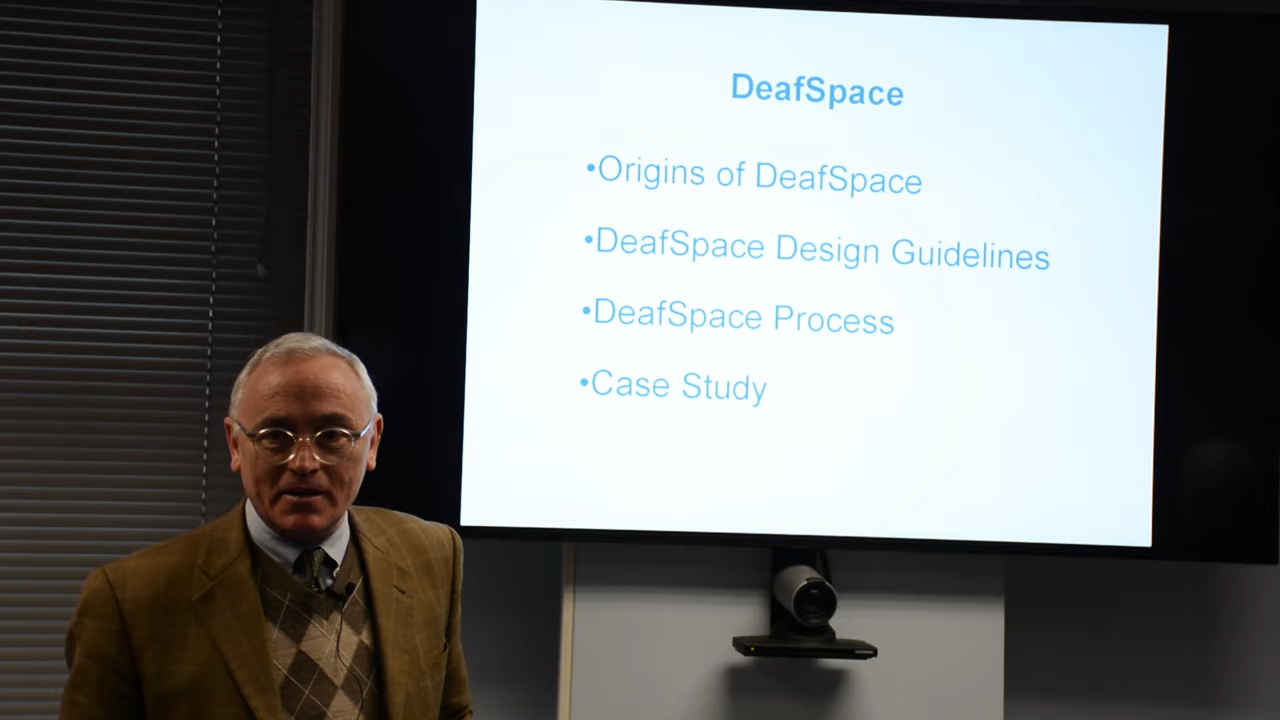 DeafSpace
•Origins of DeafSpace
•DeafSpace Design Guidelines
•DeafSpace Process
•Case Study